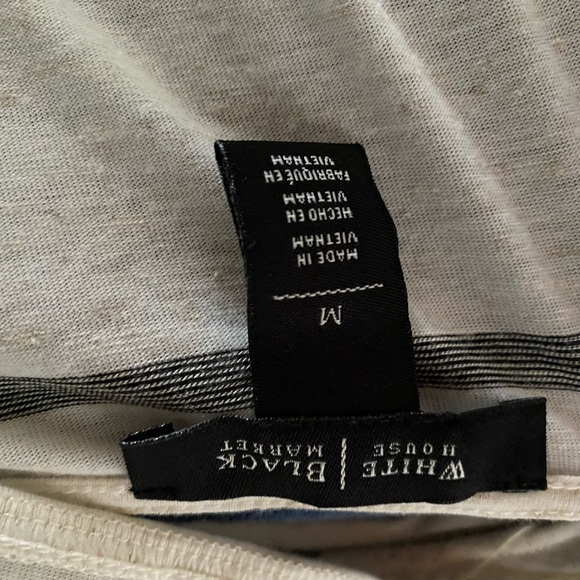 WHITE | BLACK
HOUSE | MARKET
M
MADE IN
VIETNAM
HECHO EN
VIETNAM
FABRIQUÉ EN
VIETNAM